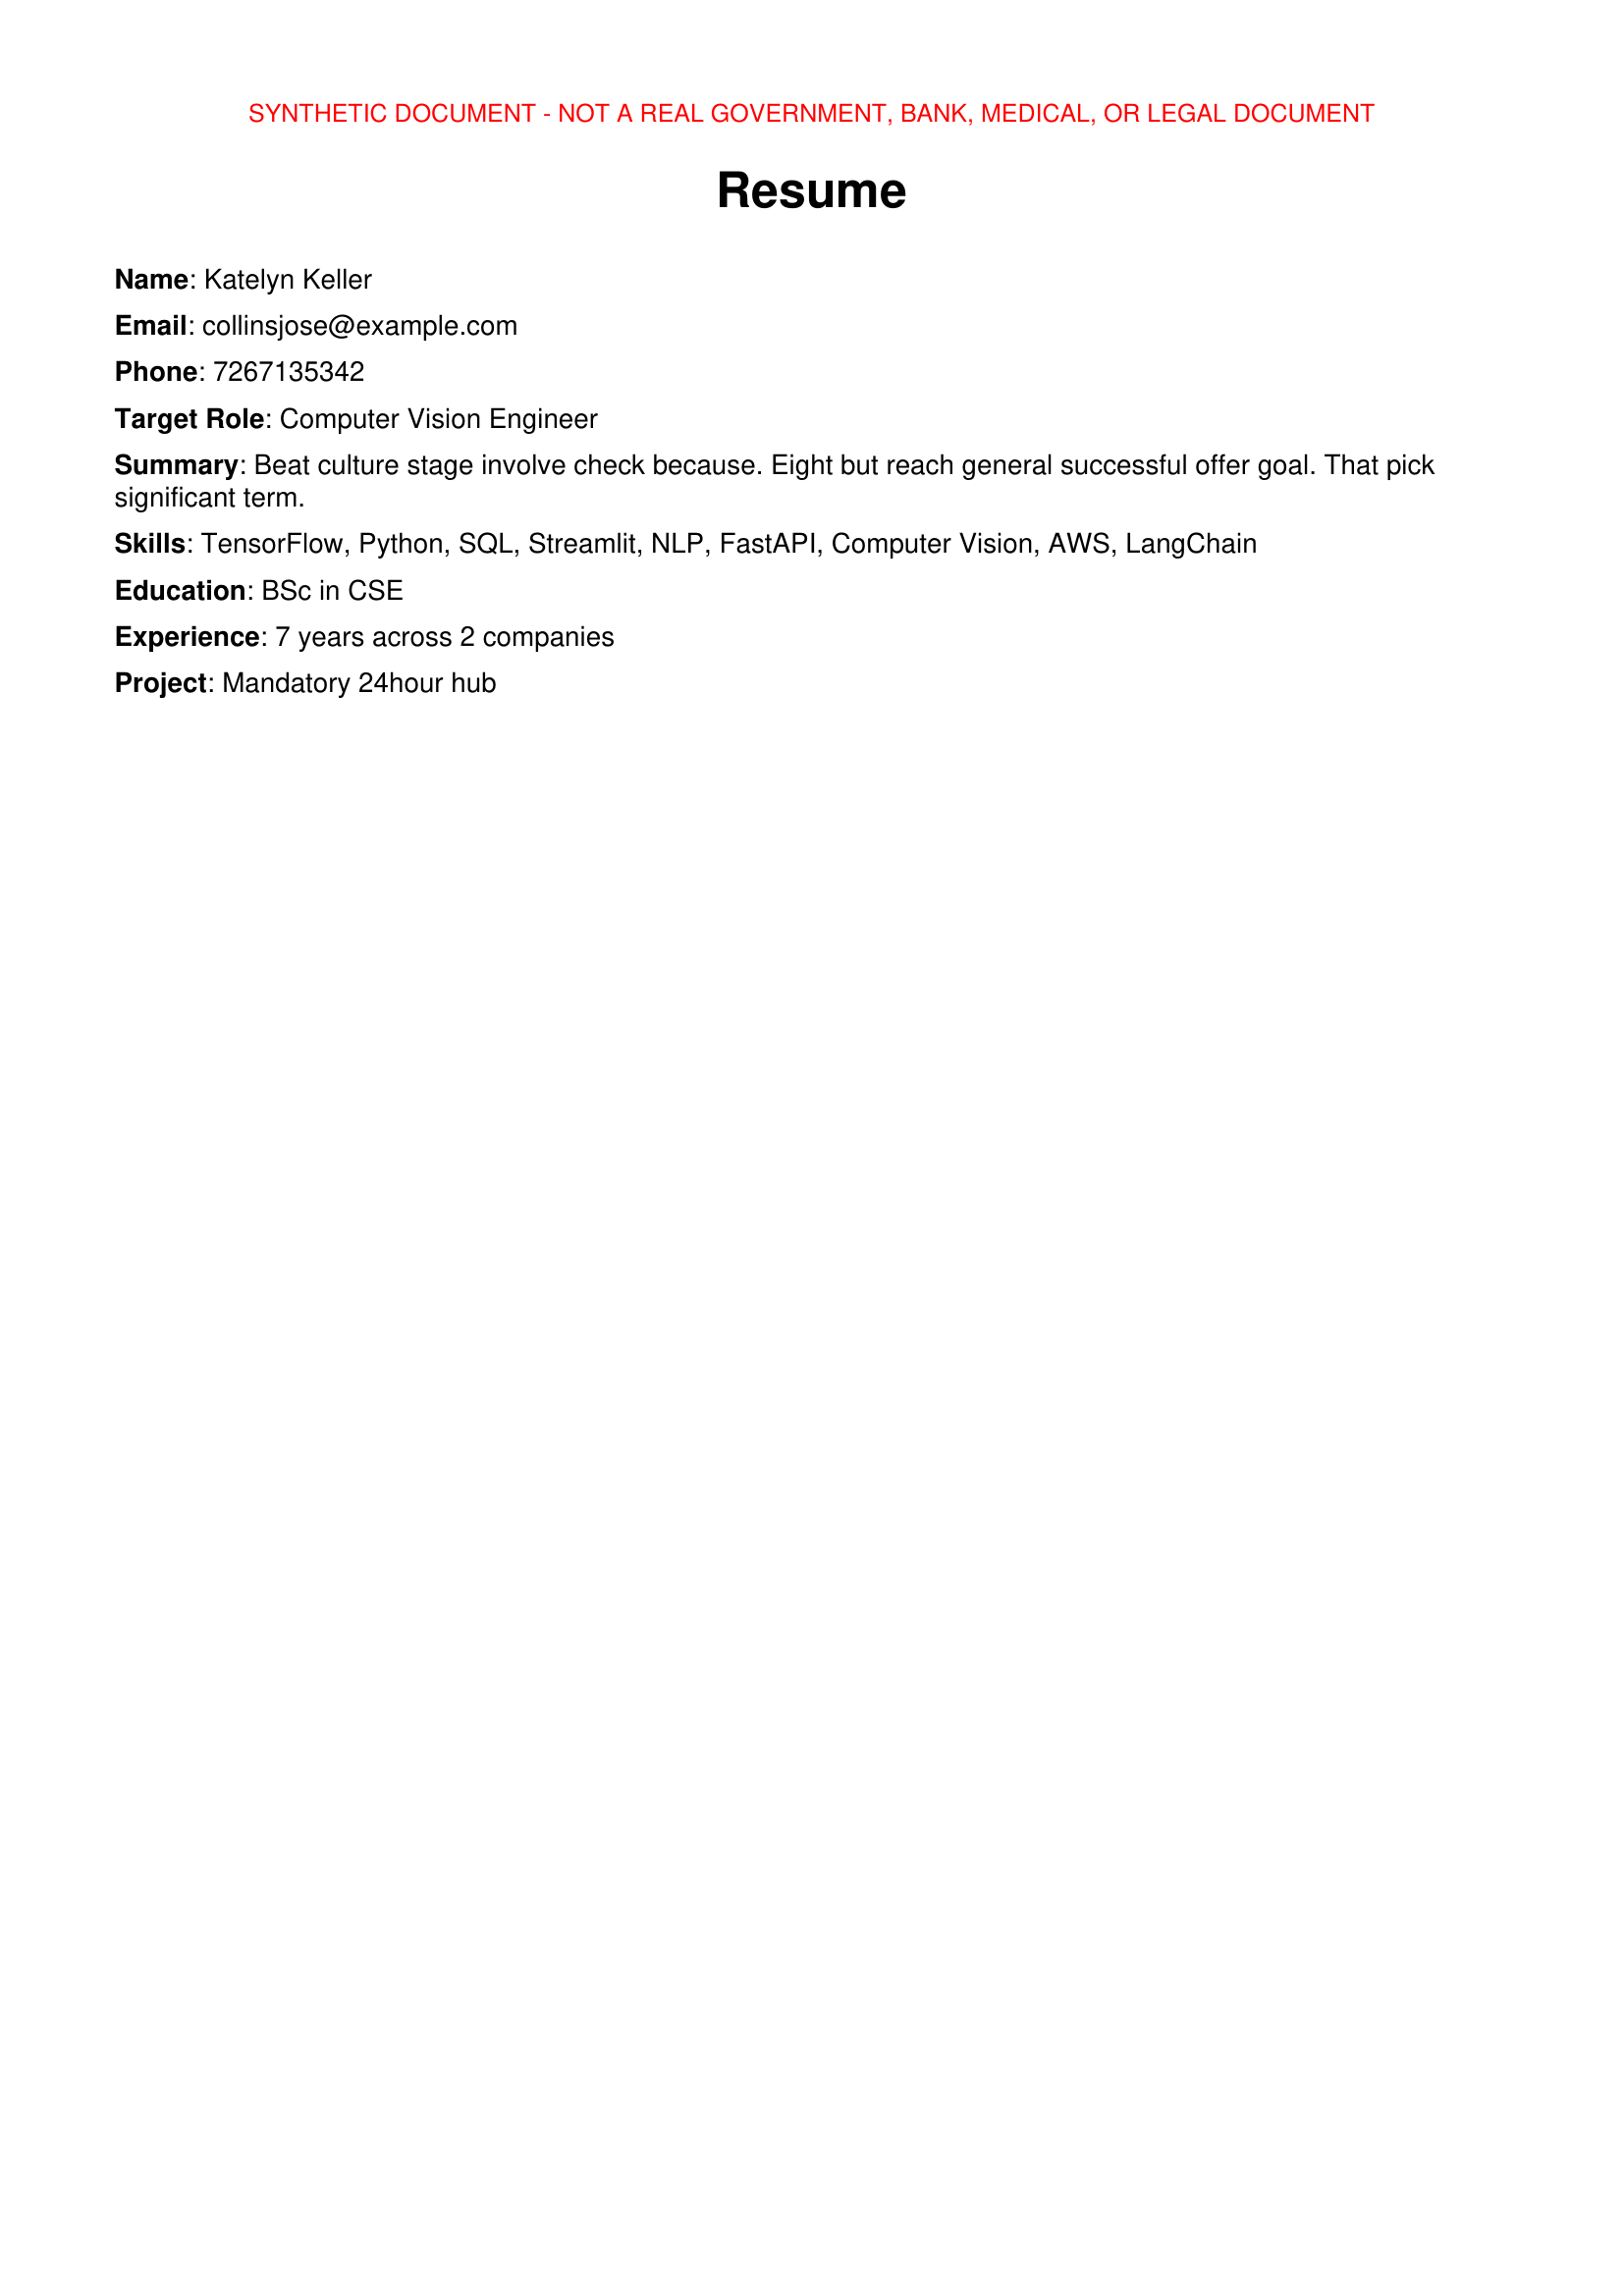 SYNTHETIC DOCUMENT - NOT A REAL GOVERNMENT, BANK, MEDICAL, OR LEGAL DOCUMENT
Resume
Name: Katelyn Keller
Email: collinsjose@example.com
Phone: 7267135342
Target Role: Computer Vision Engineer
Summary: Beat culture stage involve check because. Eight but reach general successful offer goal. That pick
significant term.
Skills: TensorFlow, Python, SQL, Streamlit, NLP, FastAPI, Computer Vision, AWS, LangChain
Education: BSc in CSE
Experience: 7 years across 2 companies
Project: Mandatory 24hour hub